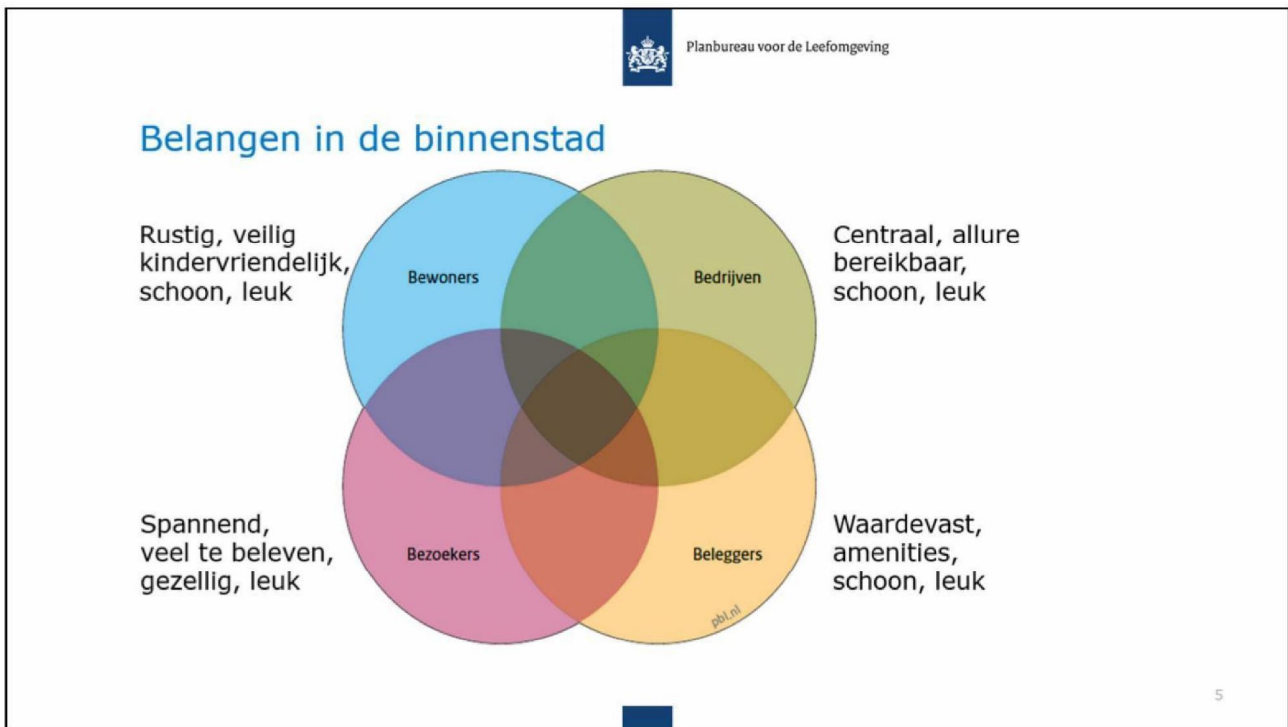 Planbureau voor de Leefomgeving
Belangen in de binnenstad
Rustig, veilig
kindervriendelijk,
schoon, leuk
Bewoners
Bedrijven
Centraal, allure
bereikbaar,
schoon, leuk
Spannend,
veel te beleven,
gezellig, leuk
Bezoekers
Beleggers
Waardevast,
amenities,
schoon, leuk
pbl.nl
5